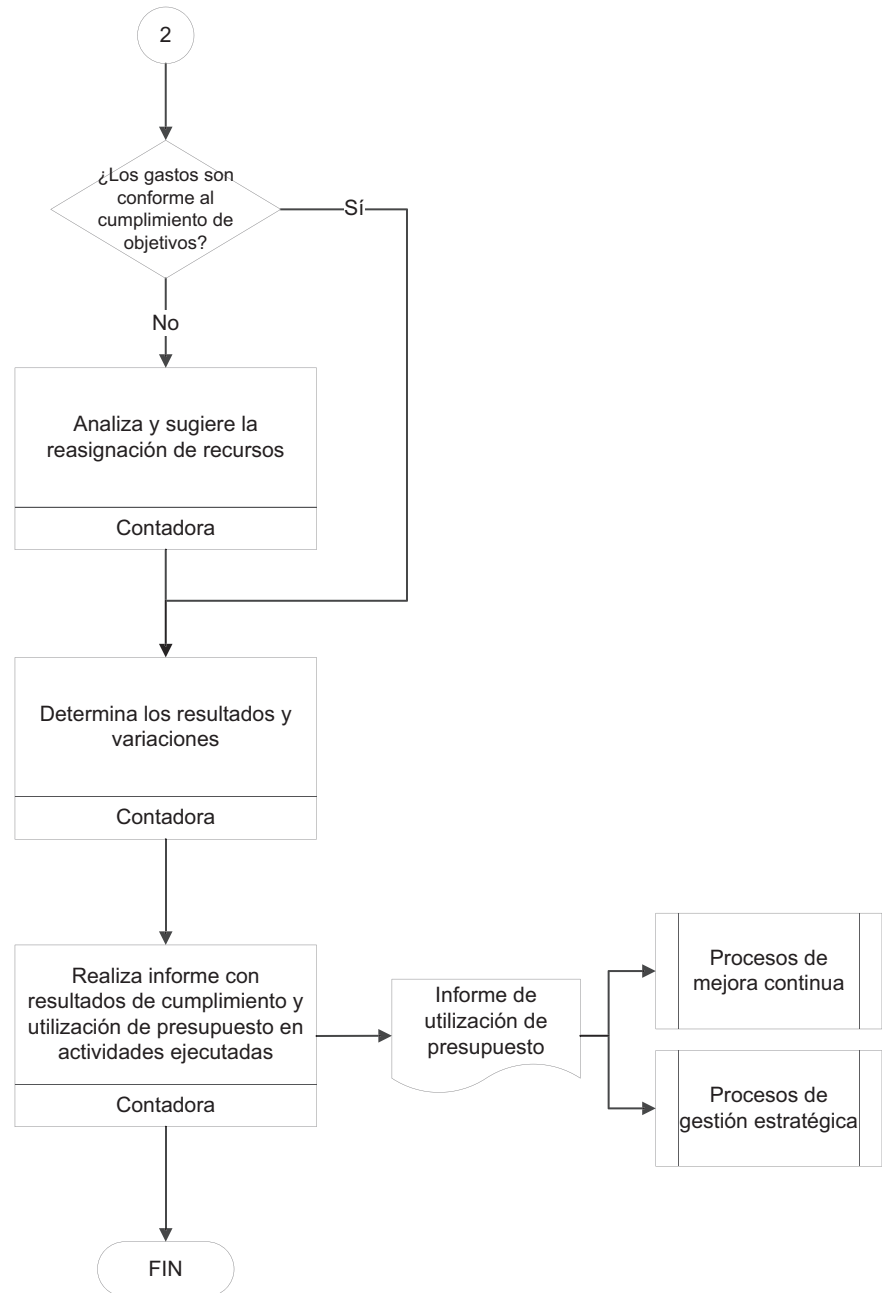 2
¿Los gastos son
conforme al
cumplimiento de
objetivos?
Sí
No
Analiza y sugiere la
reasignación de recursos
Contadora
Determina los resultados y
variaciones
Contadora
Realiza informe con
resultados de cumplimiento y
utilización de presupuesto en
actividades ejecutadas
Contadora
Informe de
utilización de
presupuesto
Procesos de
mejora continua
Procesos de
gestión estratégica
FIN